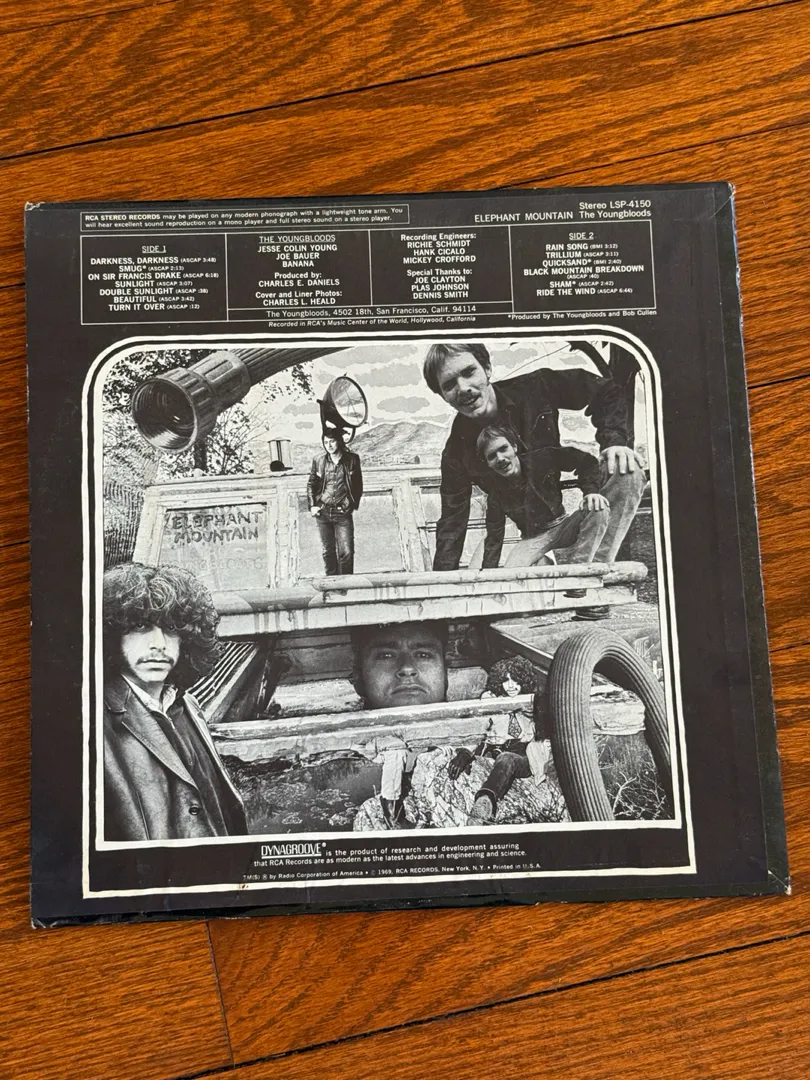 RCA STEREO RECORDS may be played on any modern phonograph with a lightweight tone arm. You
will hear excellent sound reproduction on a mono player and full stereo sound on a stereo player.
Stereo LSP-4150
ELEPHANT MOUNTAIN The Youngbloods
SIDE 1
DARKNESS, DARKNESS (ASCAP 3:48)
SMUG* (ASCAP 2:13)
ON SIR FRANCIS DRAKE (ASCAP 6:18)
SUNLIGHT (ASCAP 3:07)
DOUBLE SUNLIGHT (ASCAP :38)
BEAUTIFUL (ASCAP 3:42)
TURN IT OVER (ASCAP :12)
THE YOUNGBLOODS
JESSE COLIN YOUNG
JOE BAUER
BANANA
Produced by:
CHARLES E. DANIELS
Cover and Liner Photos:
CHARLES L. HEALD
Recording Engineers:
RICHIE SCHMIDT
HANK CICALO
MICKEY CROFFORD
Special Thanks to:
JOE CLAYTON
PLAS JOHNSON
DENNIS SMITH
SIDE 2
RAIN SONG (BMI 3:12)
TRILLIUM (ASCAP 3:11)
QUICKSAND* (BMI 2:40)
BLACK MOUNTAIN BREAKDOWN
(ASCAP :40)
SHAM* (ASCAP 2:42)
RIDE THE WIND (ASCAP 6:44)
The Youngbloods, 4502 18th, San Francisco, Calif. 94114
Recorded in RCA's Music Center of the World, Hollywood, California
*Produced by The Youngbloods and Bob Cullen
ELEPHANT
MOUNTAIN
DYNAGROOVE® is the product of research and development assuring
that RCA Records are as modern as the latest advances in engineering and science.
TM(S) ® by Radio Corporation of America • © 1969, RCA RECORDS, New York, N.Y. • Printed in U.S.A.